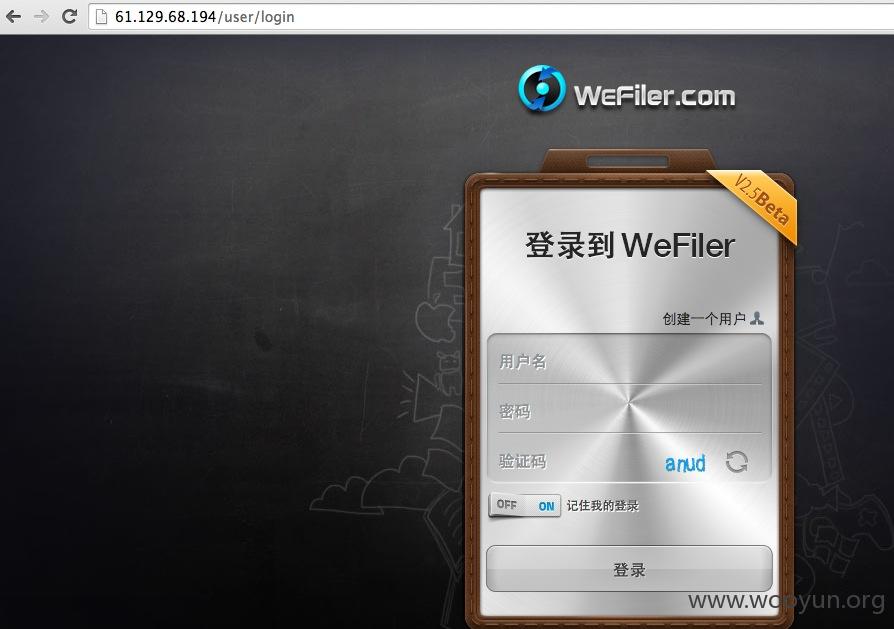 61.129.68.194/user/login
WeFiler.com
V2.5Beta
登录到 WeFiler
创建一个用户
用户名
密码
验证码
anud
OFF ON 记住我的登录
登录
www.wooyun.org